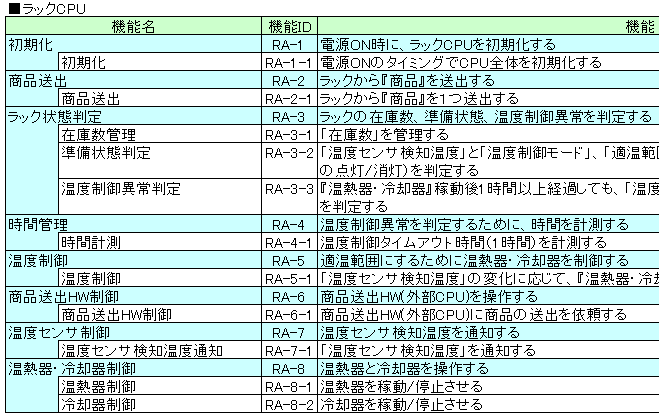 ■ラックCPU
機能名 機能ID 機能
初期化 RA-1 電源ON時に、ラックCPUを初期化する
初期化 RA-1-1 電源ONのタイミングでCPU全体を初期化する
商品送出 RA-2 ラックから『商品』を送出する
商品送出 RA-2-1 ラックから『商品』を1つ送出する
ラック状態判定 RA-3 ラックの在庫数、準備状態、温度制御異常を判定する
在庫数管理 RA-3-1 「在庫数」を管理する
準備状態判定 RA-3-2 「温度センサ検知温度」と「温度制御モード」、「適温範囲
の点灯/消灯)を判定する
温度制御異常判定 RA-3-3 『温熱器・冷却器』稼動後1時間以上経過しても、「温度
を判定する
時間管理 RA-4 温度制御異常を判定するために、時間を計測する
時間計測 RA-4-1 温度制御タイムアウト時間(1時間)を計測する
温度制御 RA-5 適温範囲にするために温熱器・冷却器を制御する
温度制御 RA-5-1 「温度センサ検知温度」の変化に応じて、『温熱器・冷却
商品送出HW制御 RA-6 商品送出HW(外部CPU)を操作する
商品送出HW制御 RA-6-1 商品送出HW(外部CPU)に商品の送出を依頼する
温度センサ制御 RA-7 温度センサ検知温度を通知する
温度センサ検知温度通知 RA-7-1 「温度センサ検知温度」を通知する
温熱器・冷却器制御 RA-8 温熱器と冷却器を操作する
温熱器制御 RA-8-1 温熱器を稼動/停止させる
冷却器制御 RA-8-2 冷却器を稼動/停止させる